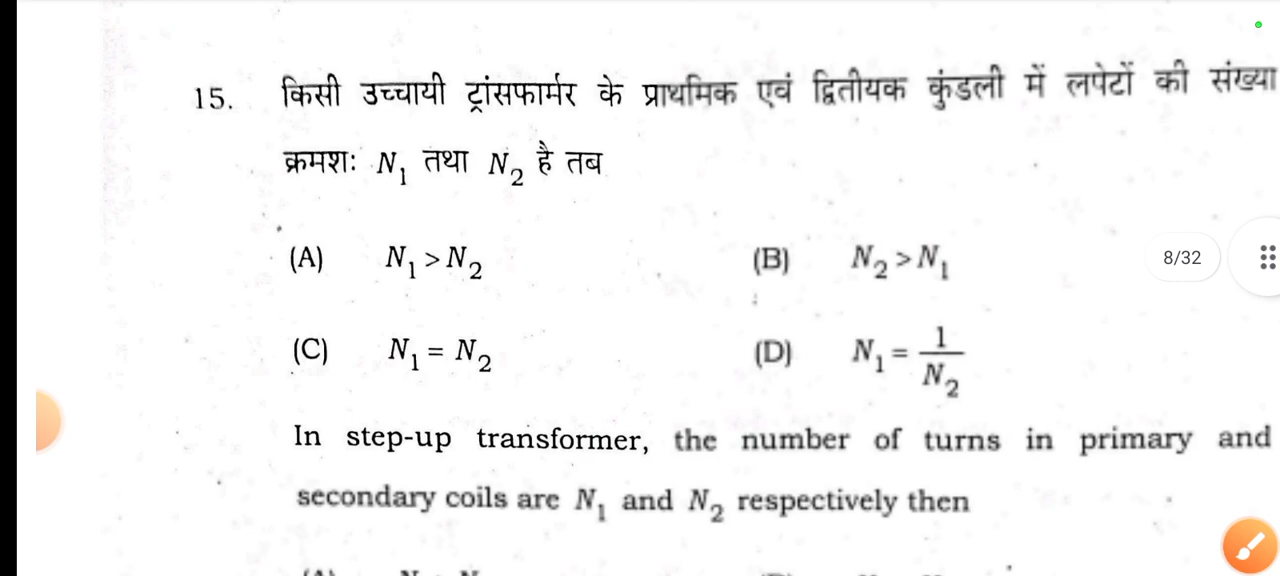 15. किसी उच्चायी ट्रांसफार्मर के प्राथमिक एवं द्वितीयक कुंडली में लपेटों की संख्या
क्रमशः N₁ तथा N₂ है तब
(A) N₁ > N₂ (B) N₂ > N₁
8/32
(C) N₁ = N₂ (D) N₁ = 1/N₂
In step-up transformer, the number of turns in primary and
secondary coils are N₁ and N₂ respectively then